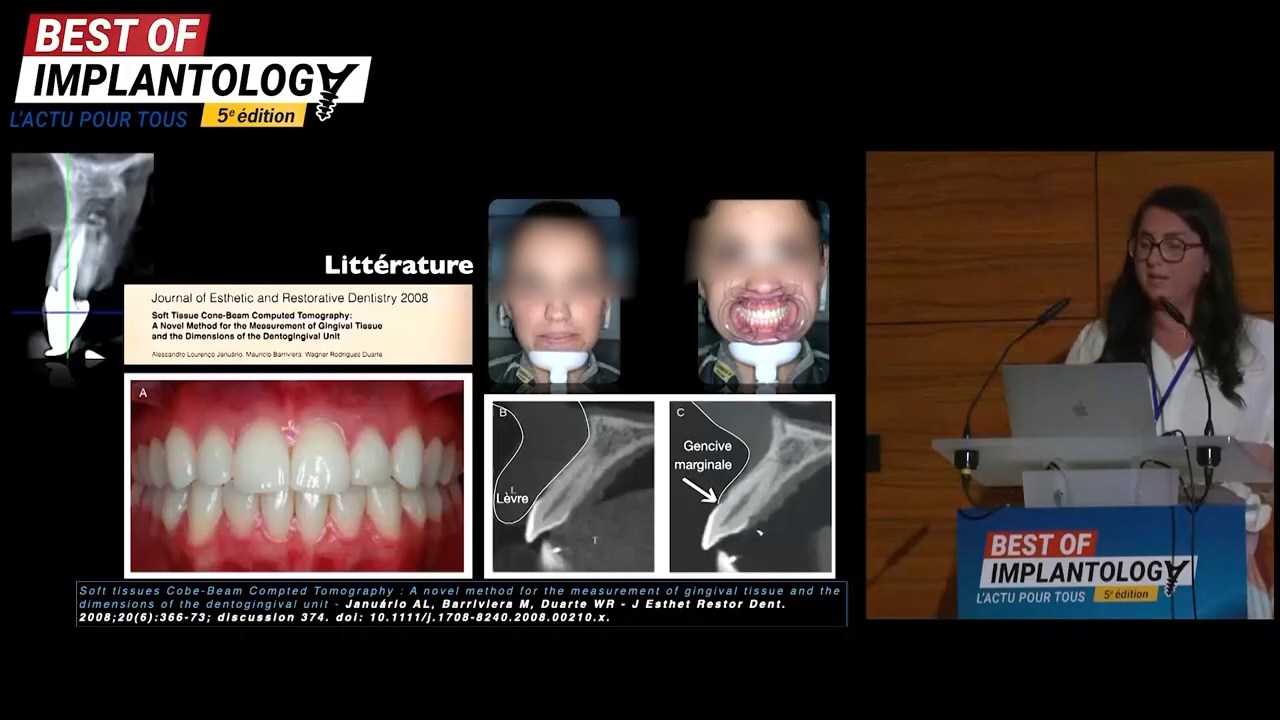 BEST OF
IMPLANTOLOGY
L'ACTU POUR TOUS
5e édition
Littérature
Journal of Esthetic and Restorative Dentistry 2008
Soft Tissue Cone-Beam Computed Tomography:
A Novel Method for the Measurement of Gingival Tissue
and the Dimensions of the Dentogingival Unit
Alessandro Lourenço Januário, Maurício Barriviera, Wagner Rodrigues Duarte
A
B
L
Lèvre
T
C
Gencive
marginale
Soft tissues Cobe-Beam Compted Tomography : A novel method for the measurement of gingival tissue and the
dimensions of the dentogingival unit - Januário AL, Barriviera M, Duarte WR - J Esthet Restor Dent.
2008;20(6):366-73; discussion 374. doi: 10.1111/j.1708-8240.2008.00210.x.
BEST OF
IMPLANTOLOGY
L'ACTU POUR TOUS
5e édition